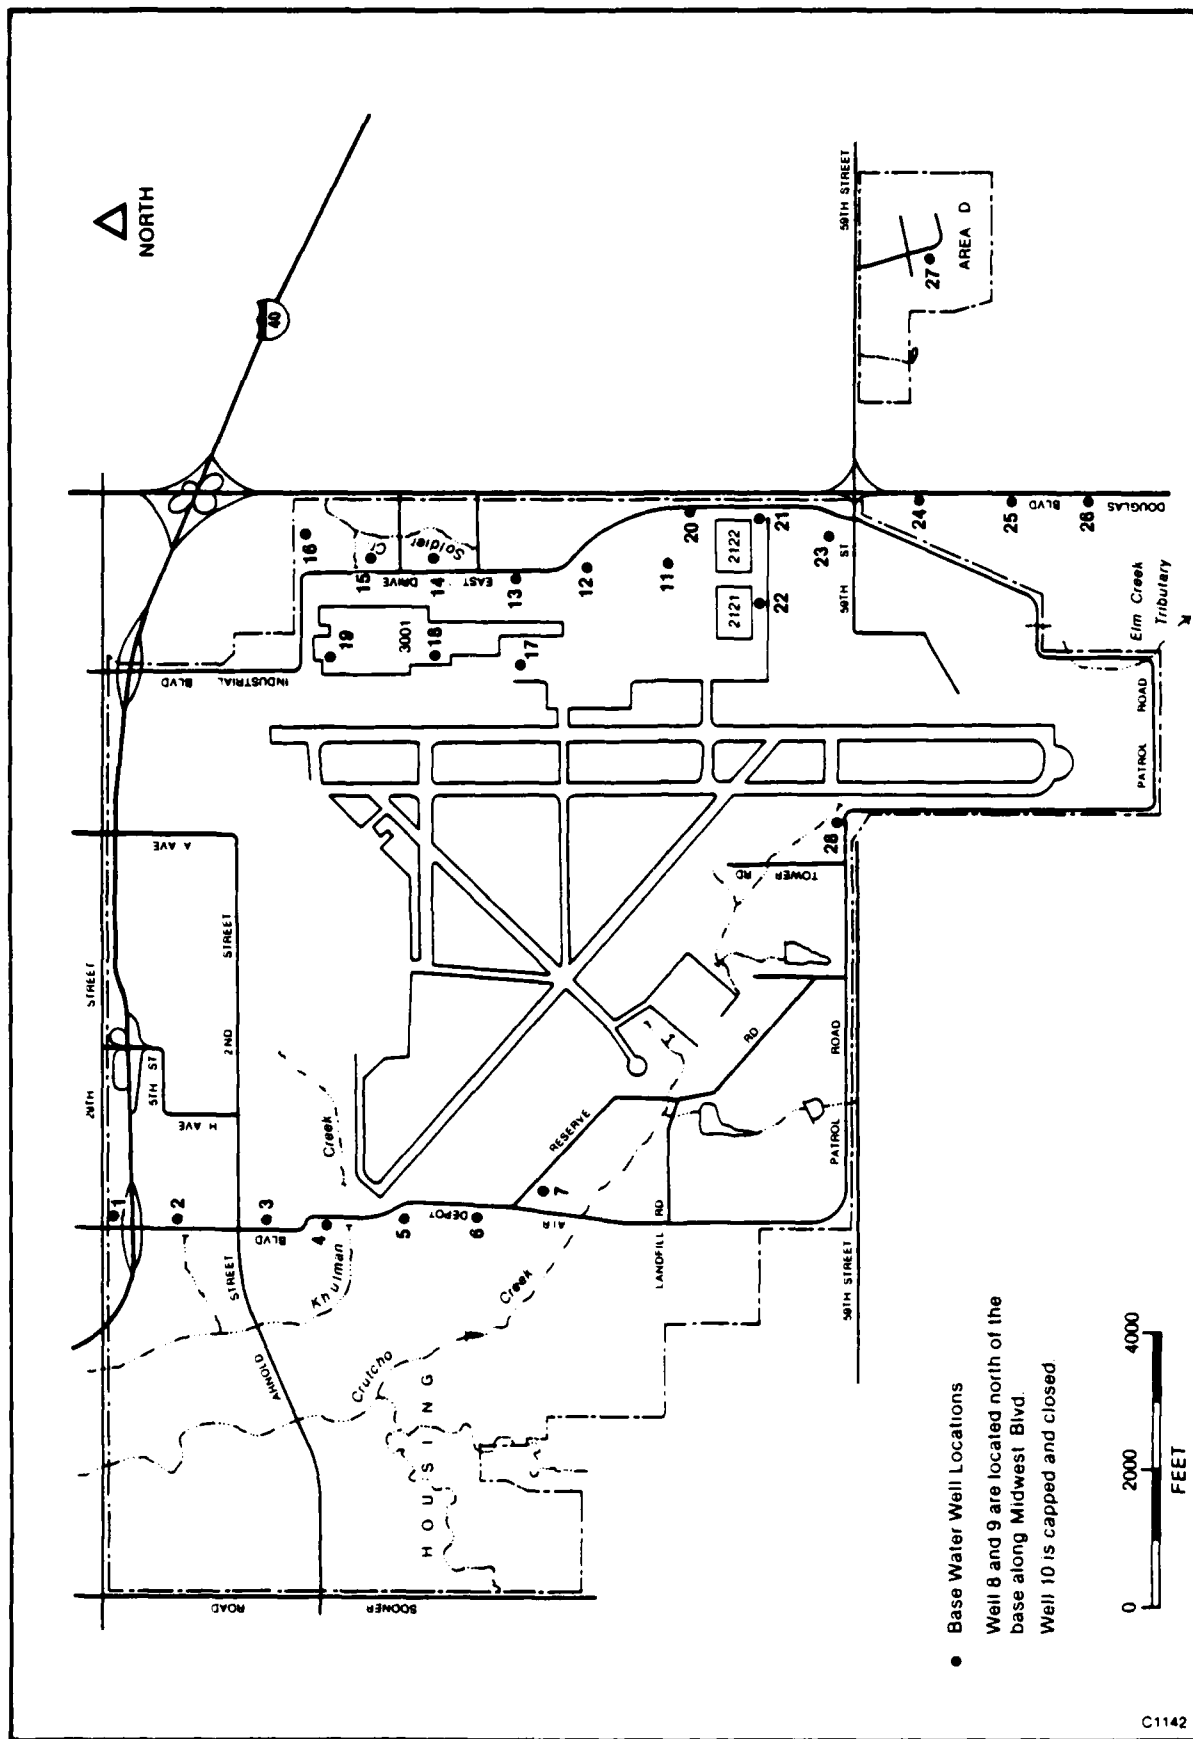 NORTH
40
29TH STREET
A AVE
5TH ST
H AVE
2ND STREET
INDUSTRIAL BLVD
EAST DRIVE
Soldier Cr
16
15
14
13
12
11
20
21
22
23
24
25
26
27
28
19
18
17
3001
2122
2121
1
2
3
4
5
6
7
59TH STREET
AREA D
59TH ST
DOUGLAS BLVD
Elm Creek
Tributary
PATROL ROAD
TOWER RD
PATROL ROAD
RESERVE RD
LANDFILL RD
59TH STREET
AIR DEPOT BLVD
Creek
Khulman
Crutcho Creek
ARNOLD STREET
HOUSING
SOONER ROAD
● Base Water Well Locations
Well 8 and 9 are located north of the
base along Midwest Blvd.
Well 10 is capped and closed.
0 2000 4000
FEET
C1142